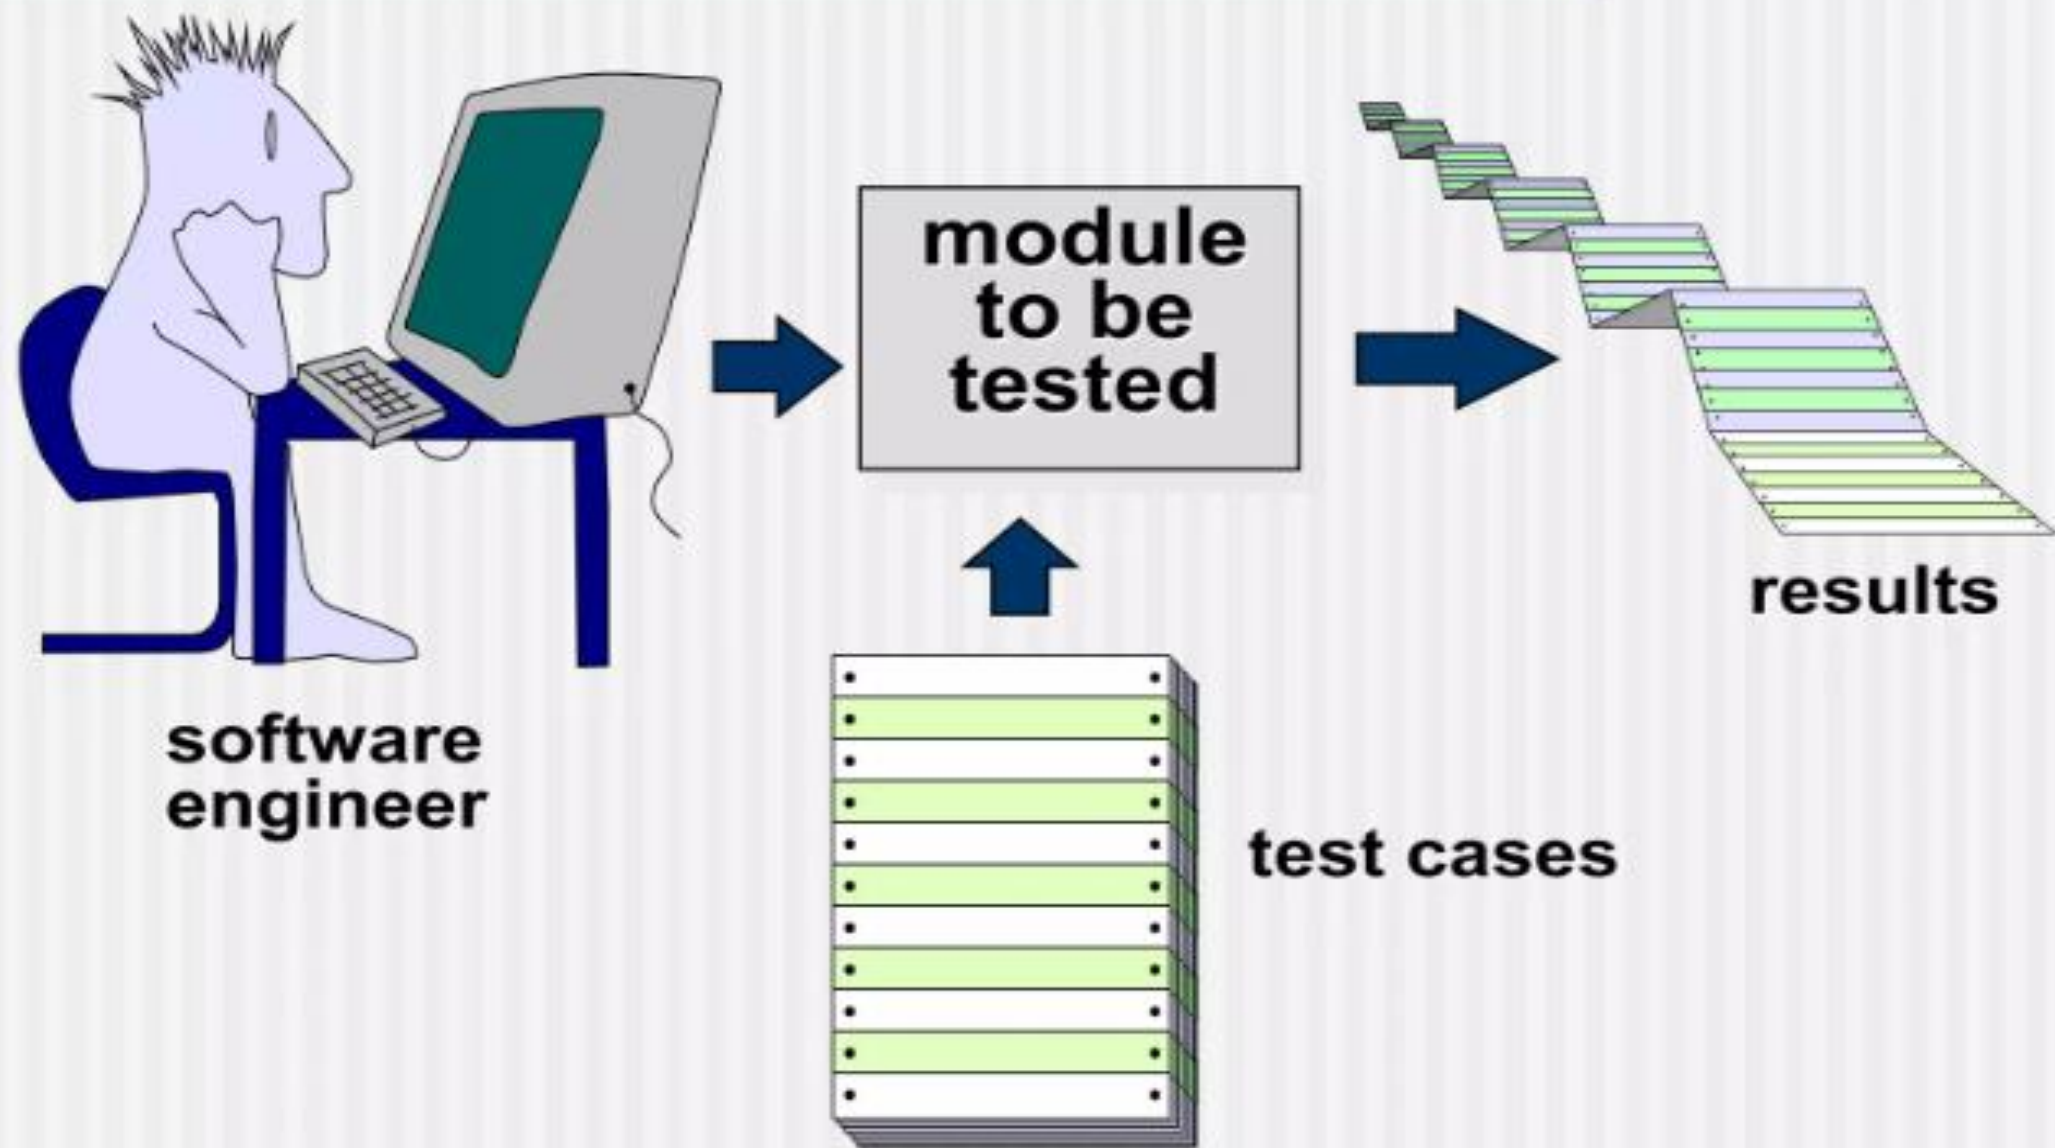 module
to be
tested
results
software
engineer
test cases